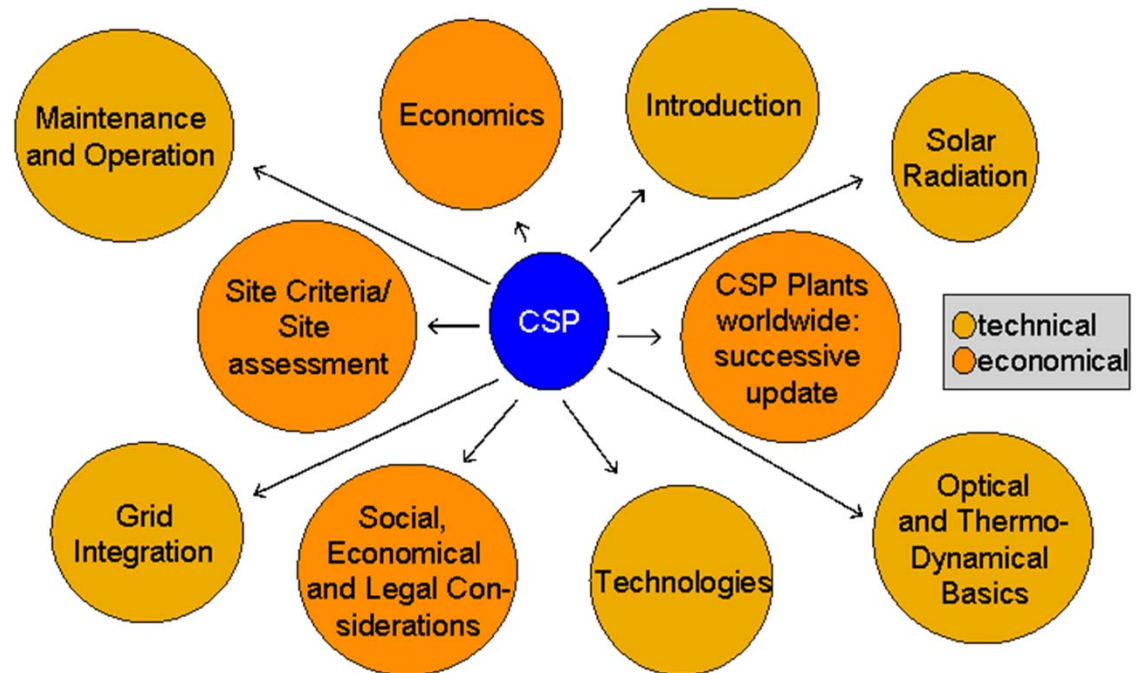 Maintenance
and Operation
Economics
Introduction
Solar
Radiation
Site Criteria/
Site
assessment
CSP
CSP Plants
worldwide:
successive
update
technical
economical
Grid
Integration
Social,
Economical
and Legal Con-
siderations
Technologies
Optical
and Thermo-
Dynamical
Basics